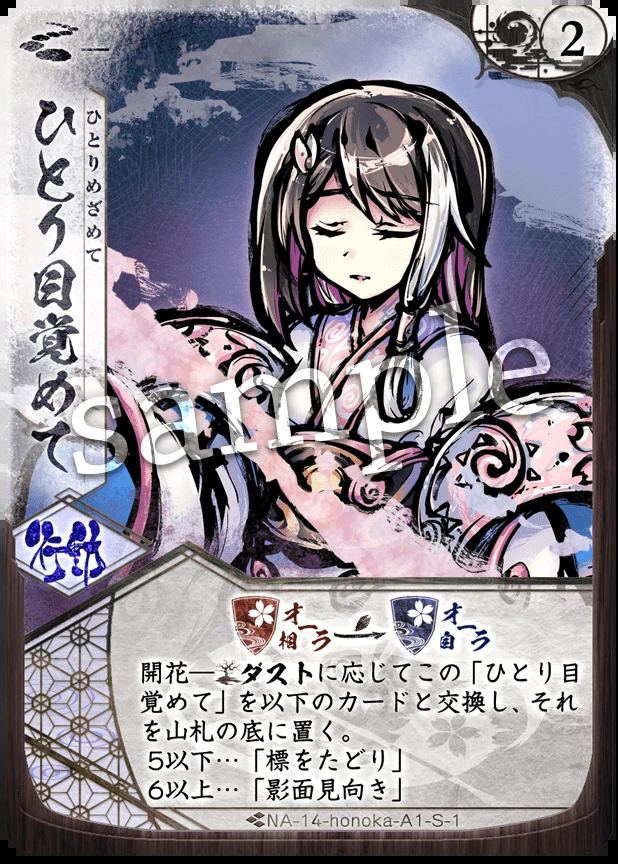 2
ひとり目覚めて
ひとりめざめて
sample
行動
相オーラ → 自オーラ
開花―ダストに応じてこの「ひとり目
覚めて」を以下のカードと交換し、それ
を山札の底に置く。
5以下…「標をたどり」
6以上…「影面見向き」
NA-14-honoka-A1-S-1